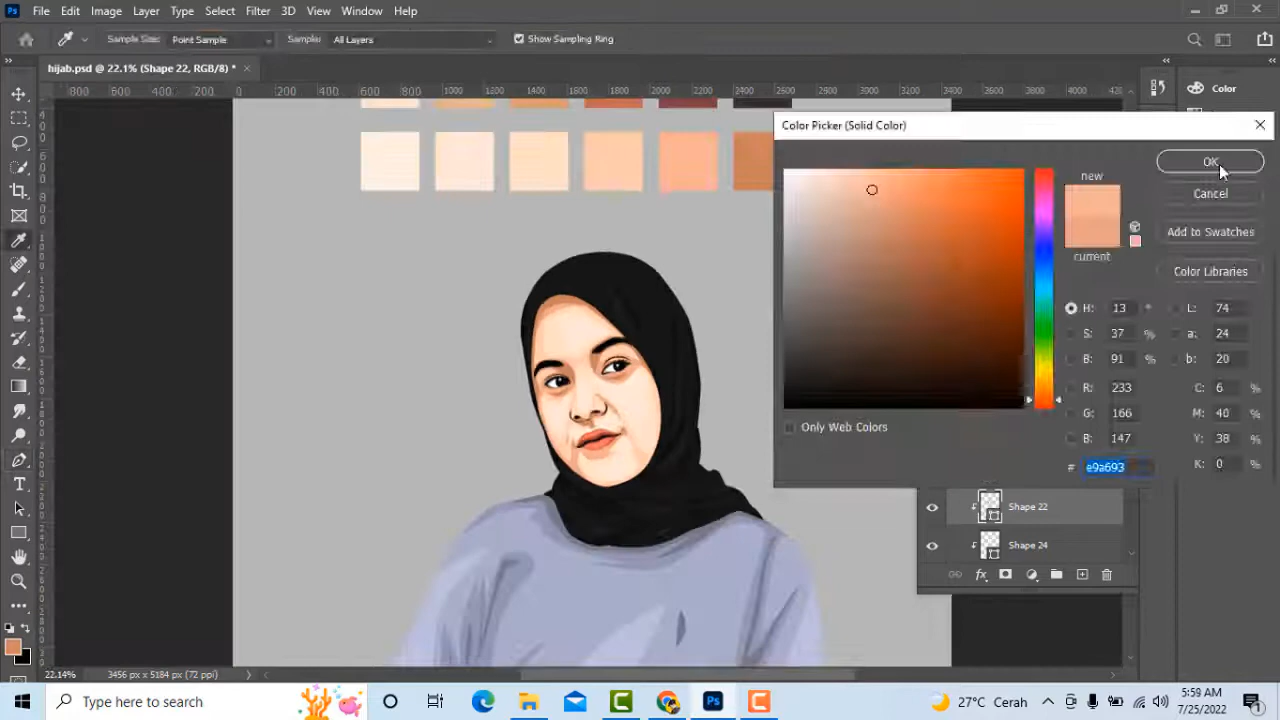 Ps File Edit Image Layer Type Select Filter 3D View Window Help
Sample Size: Point Sample Sample: All Layers Show Sampling Ring
hijab.psd @ 22.1% (Shape 22, RGB/8) * ×
800 600 400 200 0 200 400 600 800 1000 1200 1400 1600 1800 2000 2200 2400 2600 2800 3000 3200 3400 3600 3800 4000
Color
Color Picker (Solid Color)
new
OK
Cancel
Add to Swatches
current
Color Libraries
H: 13 ° L: 74
S: 37 % a: 24
B: 91 % b: 20
R: 233 C: 6 %
G: 166 M: 40 %
B: 147 Y: 38 %
Only Web Colors
# e9a693 K: 0 %
Shape 22
Shape 24
fx
22.14% 3456 px x 5184 px (72 ppi)
Type here to search
Ps
27°C Cerah
5:59 AM
7/25/2022
1